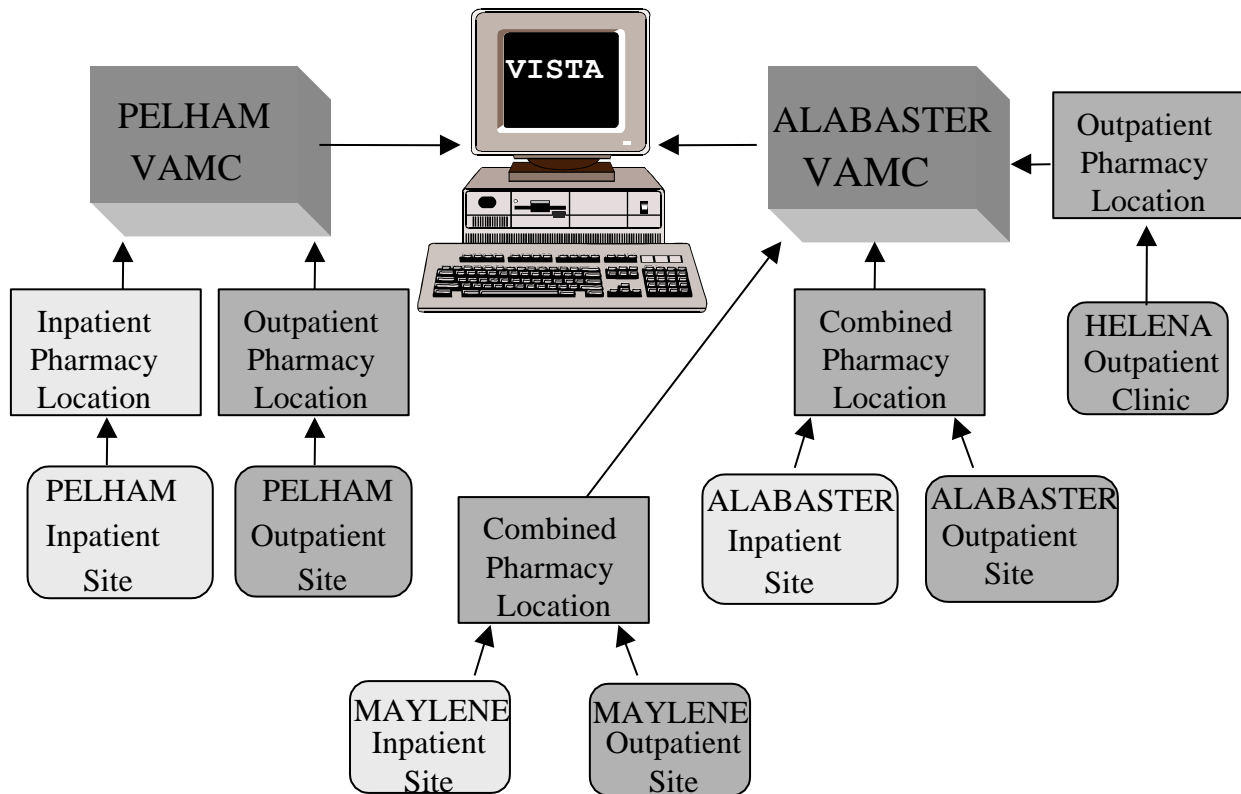 VISTA
PELHAM
VAMC
ALABASTER
VAMC
Outpatient
Pharmacy
Location
Inpatient
Pharmacy
Location
Outpatient
Pharmacy
Location
Combined
Pharmacy
Location
HELENA
Outpatient
Clinic
PELHAM
Inpatient
Site
PELHAM
Outpatient
Site
Combined
Pharmacy
Location
ALABASTER
Inpatient
Site
ALABASTER
Outpatient
Site
MAYLENE
Inpatient
Site
MAYLENE
Outpatient
Site